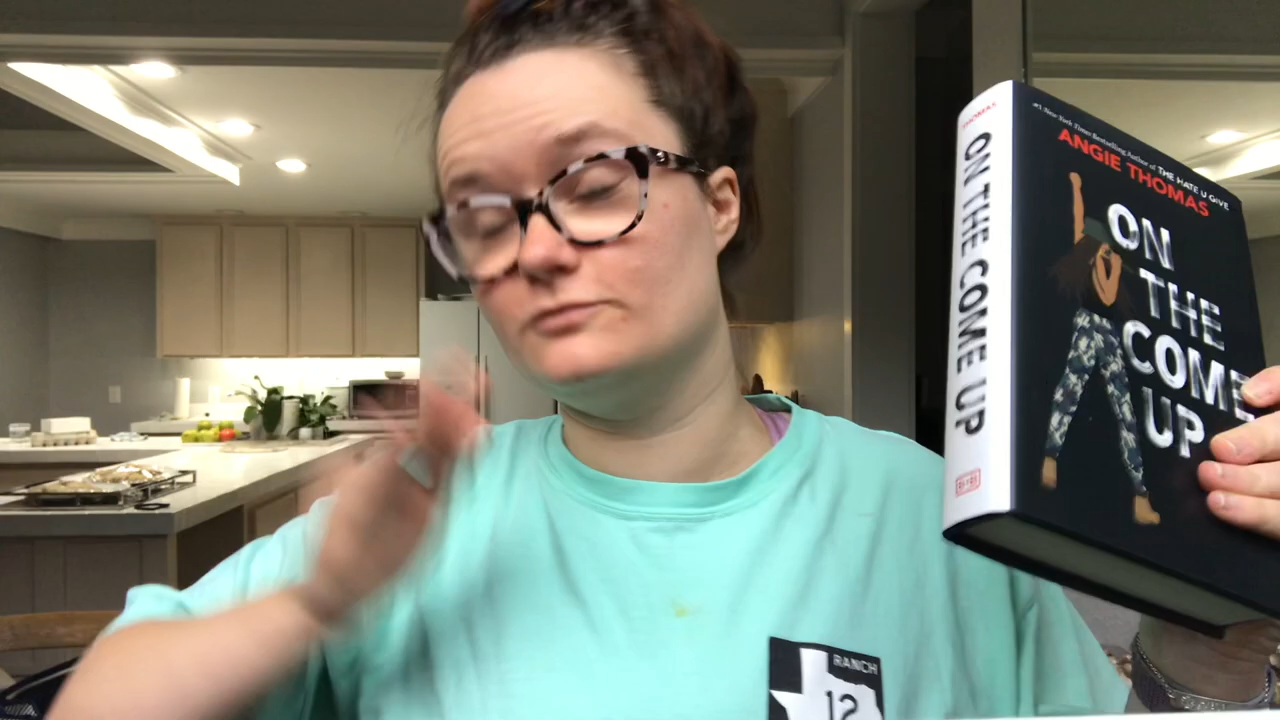 THOMAS
ON THE COME UP
#1 New York Times Bestselling Author of THE HATE U GIVE
ANGIE THOMAS
ON
THE
COME
UP
RANCH
12